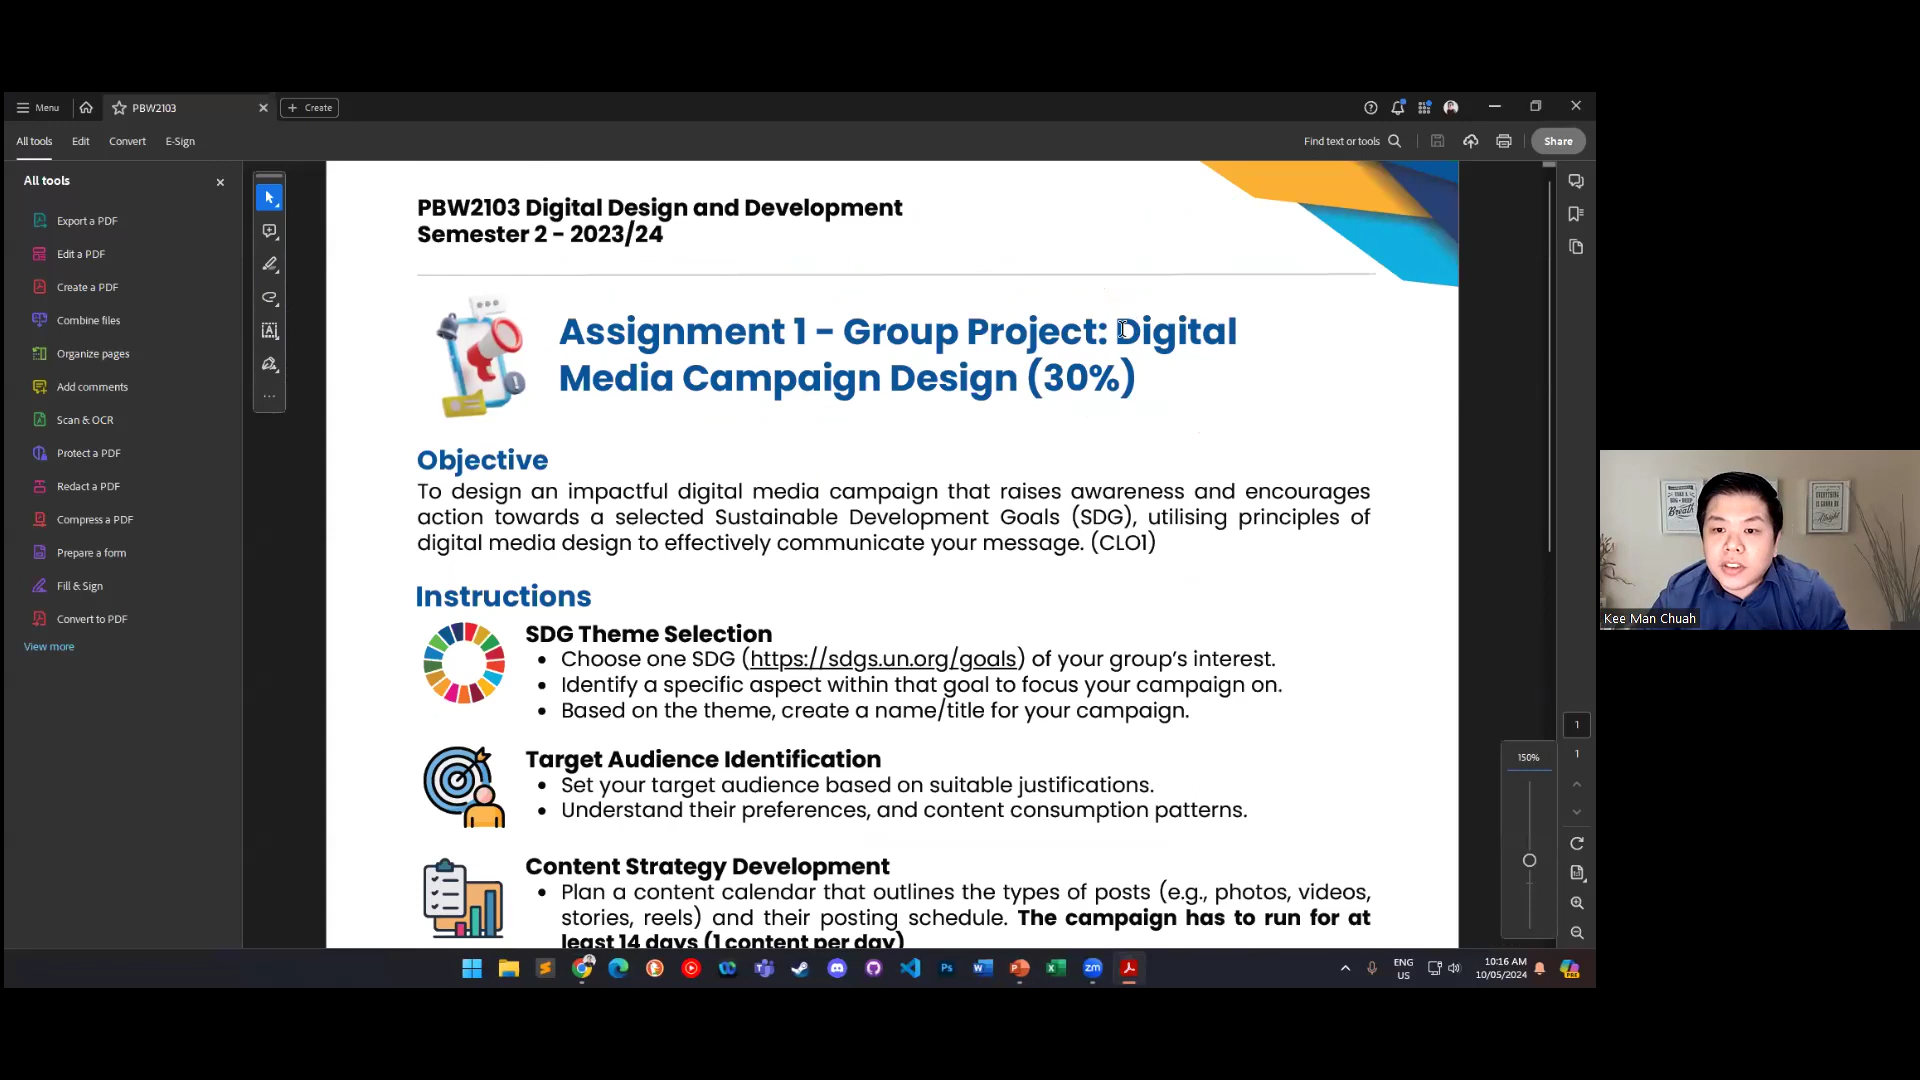 Menu
PBW2103
Create
All tools
Edit
Convert
E-Sign
Find text or tools
Share
All tools
Export a PDF
Edit a PDF
Create a PDF
Combine files
Organize pages
Add comments
Scan & OCR
Protect a PDF
Redact a PDF
Compress a PDF
Prepare a form
Fill & Sign
Convert to PDF
View more
PBW2103 Digital Design and Development
Semester 2 - 2023/24
Assignment 1 - Group Project: Digital
Media Campaign Design (30%)
Objective
To design an impactful digital media campaign that raises awareness and encourages
action towards a selected Sustainable Development Goals (SDG), utilising principles of
digital media design to effectively communicate your message. (CLO1)
Instructions
SDG Theme Selection
• Choose one SDG (https://sdgs.un.org/goals) of your group's interest.
• Identify a specific aspect within that goal to focus your campaign on.
• Based on the theme, create a name/title for your campaign.
Target Audience Identification
• Set your target audience based on suitable justifications.
• Understand their preferences, and content consumption patterns.
Content Strategy Development
• Plan a content calendar that outlines the types of posts (e.g., photos, videos,
stories, reels) and their posting schedule. The campaign has to run for at
least 14 days (1 content per day)
1
1
150%
ENG
US
10:16 AM
10/05/2024
Breath
Kee Man Chuah